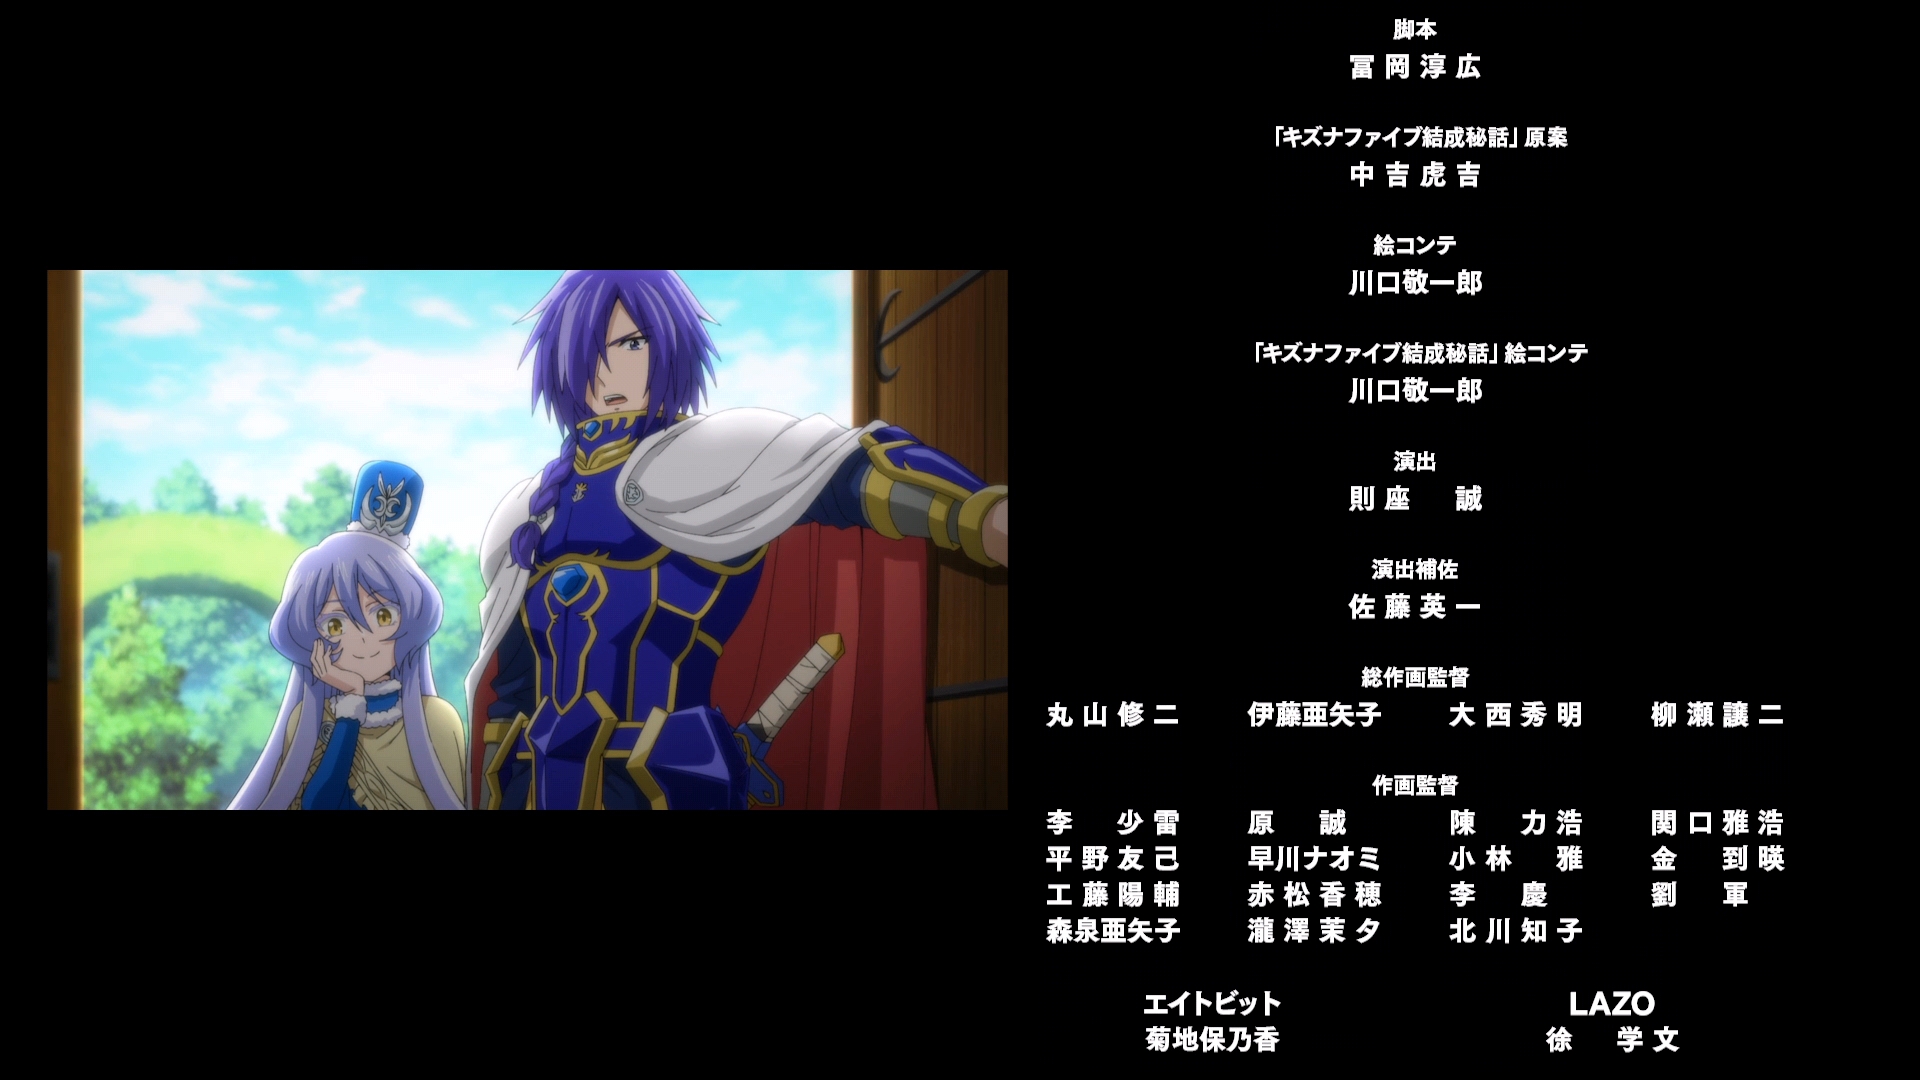 脚本
冨岡淳広
「キズナファイブ結成秘話」原案
中吉虎吉
絵コンテ
川口敬一郎
「キズナファイブ結成秘話」絵コンテ
川口敬一郎
演出
則座 誠
演出補佐
佐藤英一
総作画監督
丸山修二 伊藤亜矢子 大西秀明 柳瀬譲二
作画監督
李 少雷 原 誠 陳 力浩 関口雅浩
平野友己 早川ナオミ 小林 雅 金 到暎
工藤陽輔 赤松香穂 李 慶 劉 軍
森泉亜矢子 瀧澤茉夕 北川知子
エイトビット LAZO
菊地保乃香 徐 学文